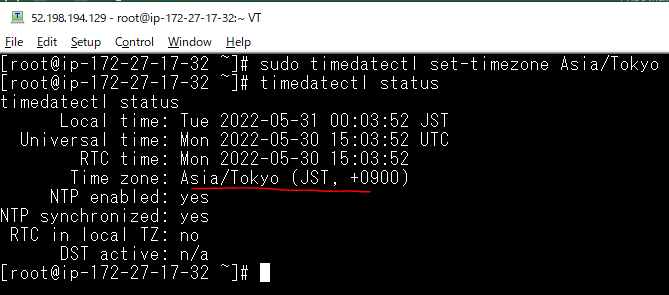 52.198.194.129 - root@ip-172-27-17-32:~ VT
File Edit Setup Control Window Help
[root@ip-172-27-17-32 ~]# sudo timedatectl set-timezone Asia/Tokyo
[root@ip-172-27-17-32 ~]# timedatectl status
timedatectl status
Local time: Tue 2022-05-31 00:03:52 JST
Universal time: Mon 2022-05-30 15:03:52 UTC
RTC time: Mon 2022-05-30 15:03:52
Time zone: Asia/Tokyo (JST, +0900)
NTP enabled: yes
NTP synchronized: yes
RTC in local TZ: no
DST active: n/a
[root@ip-172-27-17-32 ~]#